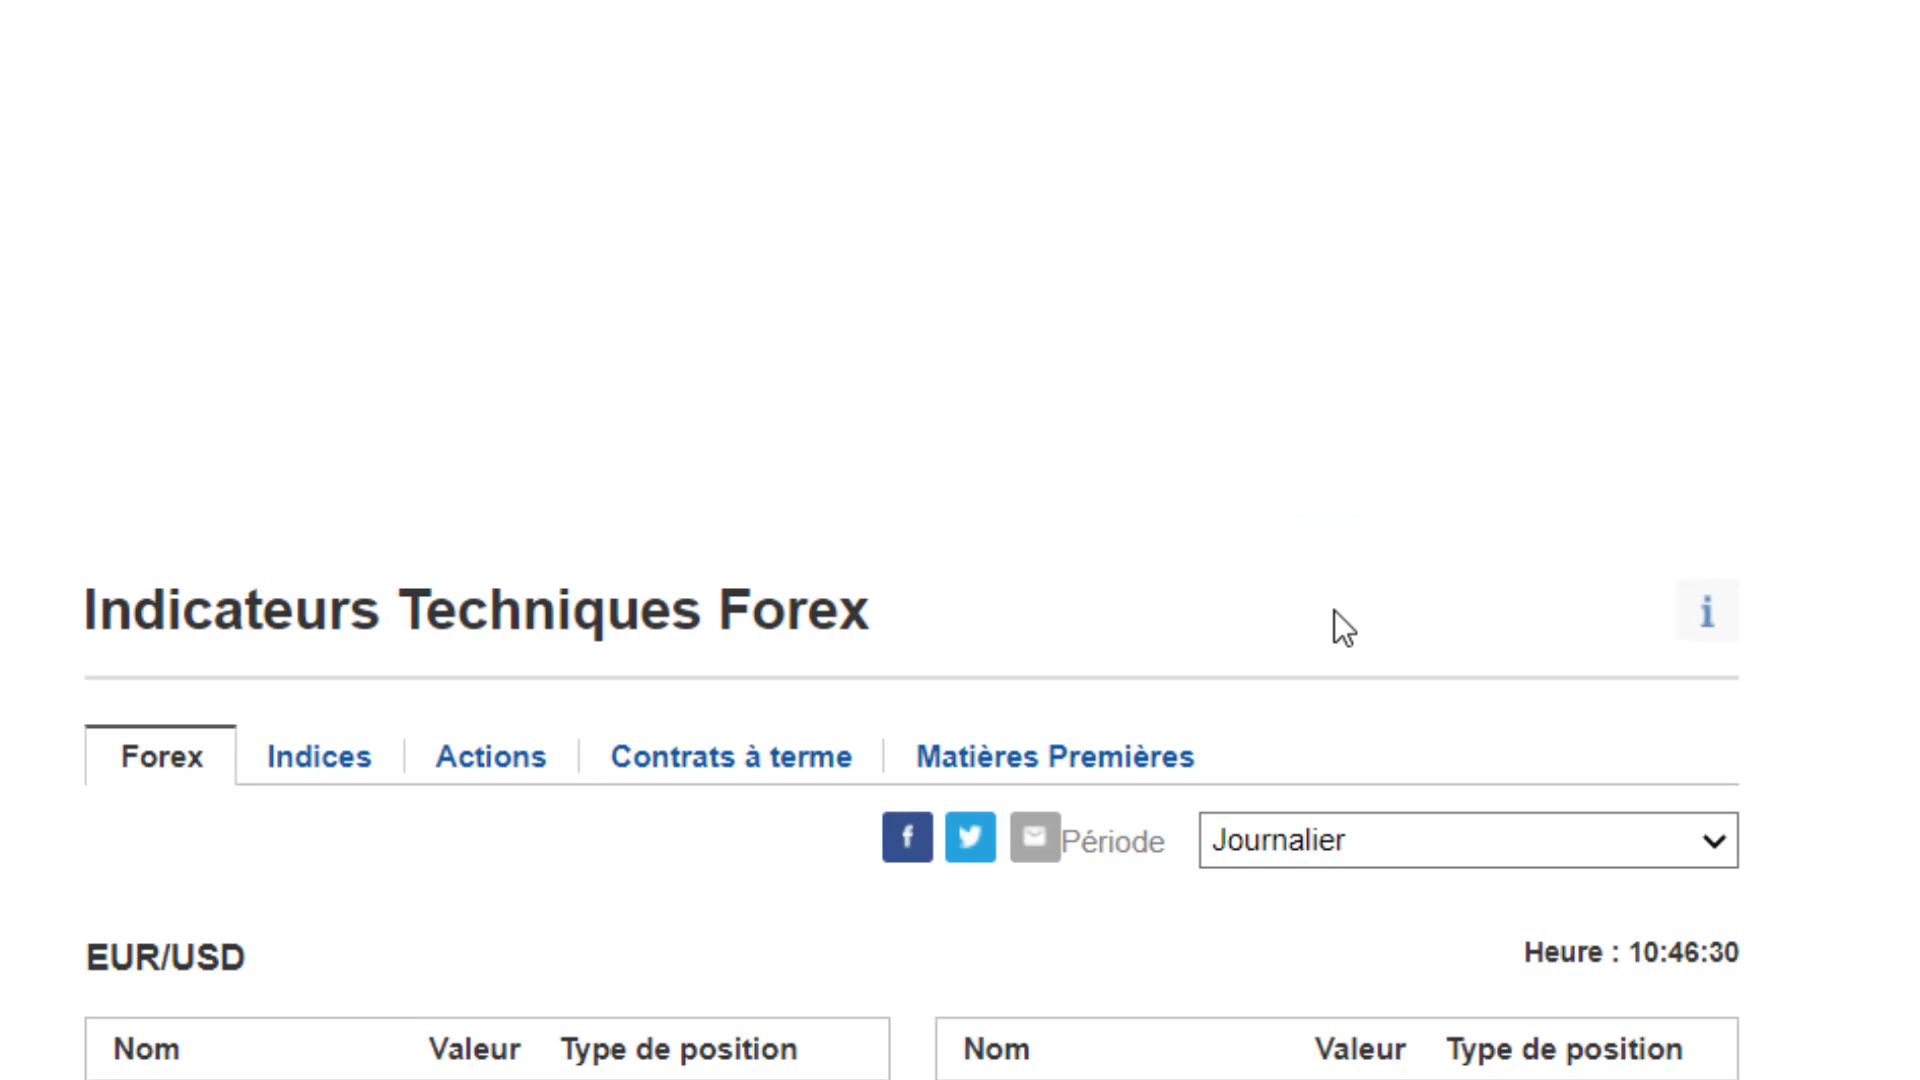 Indicateurs Techniques Forex
i
Forex Indices Actions Contrats à terme Matières Premières
f Période Journalier
EUR/USD Heure : 10:46:30
Nom Valeur Type de position Nom Valeur Type de position